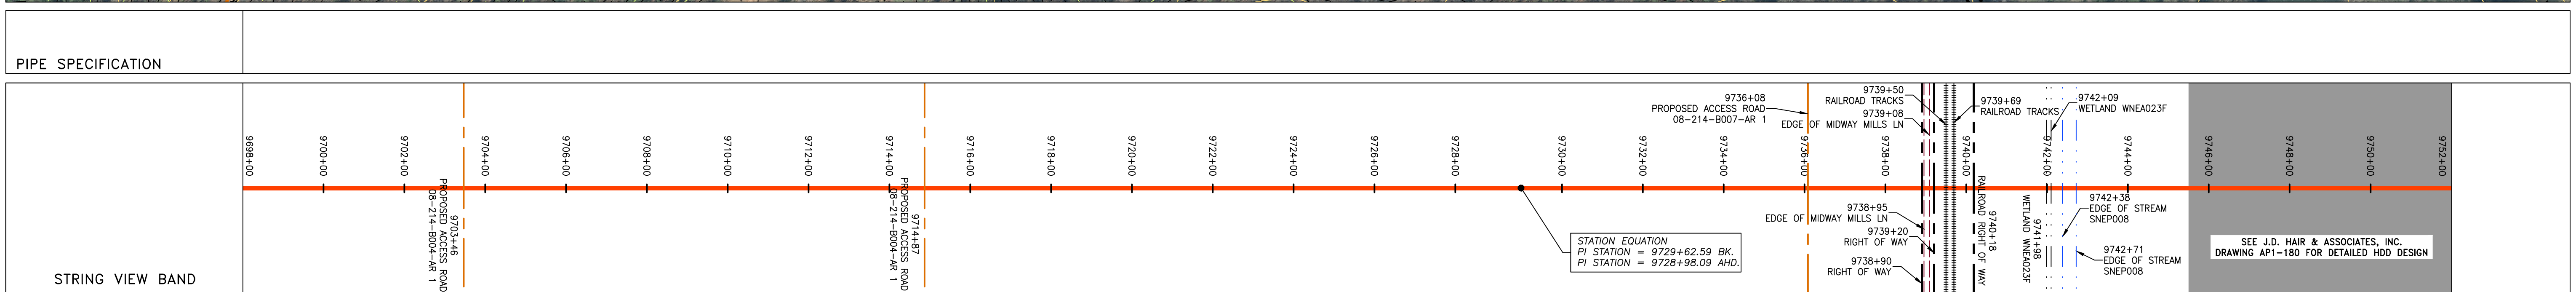 PIPE SPECIFICATION
STRING VIEW BAND
9698+00
9700+00
9702+00
9703+46
PROPOSED ACCESS ROAD
08-214-B004-AR 1
9704+00
9706+00
9708+00
9710+00
9712+00
9714+00
9714+87
PROPOSED ACCESS ROAD
08-214-B004-AR 1
9716+00
9718+00
9720+00
9722+00
9724+00
9726+00
9728+00
STATION EQUATION
PI STATION = 9729+62.59 BK.
PI STATION = 9728+98.09 AHD.
9730+00
9732+00
9734+00
9736+00
9736+08
PROPOSED ACCESS ROAD
08-214-B007-AR 1
9738+00
9739+50
RAILROAD TRACKS
9739+08
EDGE OF MIDWAY MILLS LN
9738+95
EDGE OF MIDWAY MILLS LN
9739+20
RIGHT OF WAY
9738+90
RIGHT OF WAY
9739+69
RAILROAD TRACKS
9740+00
9740+18
RAILROAD RIGHT OF WAY
9741+98
WETLAND WNEA023F
9742+00
9742+09
WETLAND WNEA023F
9742+38
EDGE OF STREAM
SNEP008
9742+71
EDGE OF STREAM
SNEP008
9744+00
9746+00
9748+00
9750+00
9752+00
SEE J.D. HAIR & ASSOCIATES, INC.
DRAWING AP1-180 FOR DETAILED HDD DESIGN